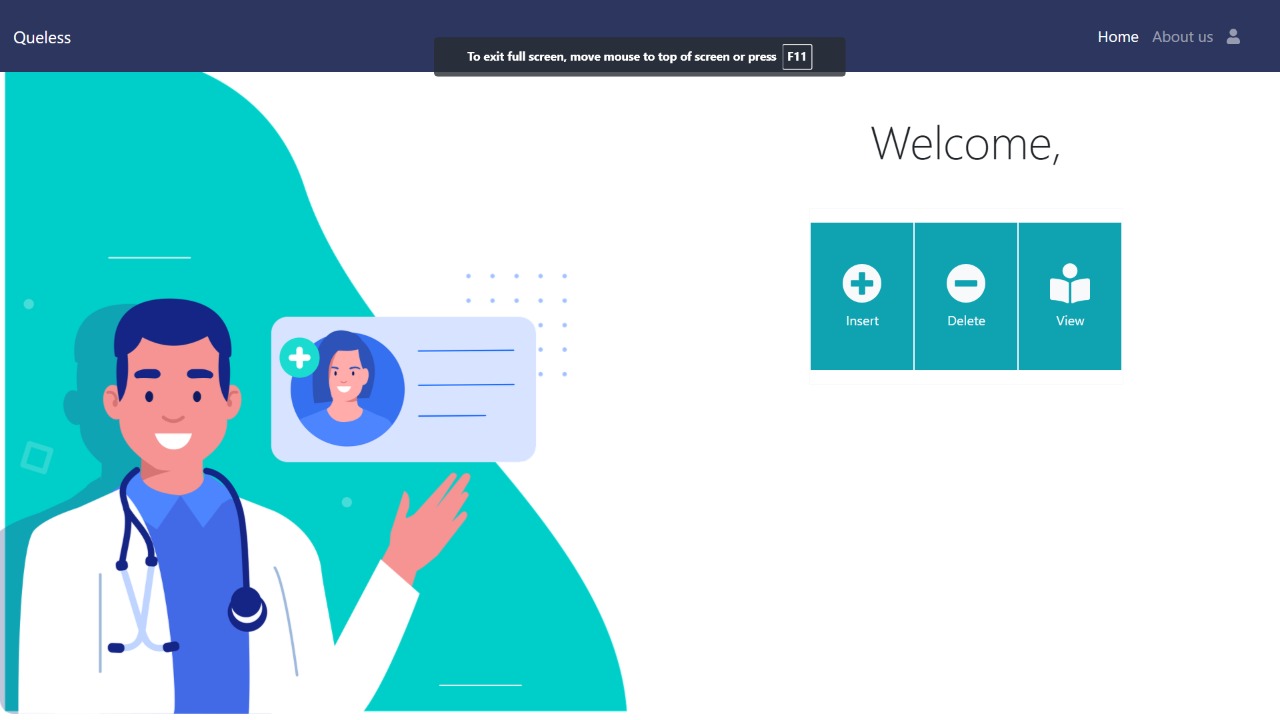 Queless
Home About us
To exit full screen, move mouse to top of screen or press F11
Welcome,
Insert Delete View